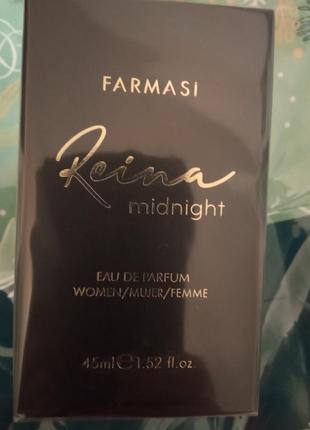 FARMASi
Reina
midnight
EAU DE PARFUM
WOMEN/MUJER/FEMME
45ml ℮ 1.52 fl.oz.